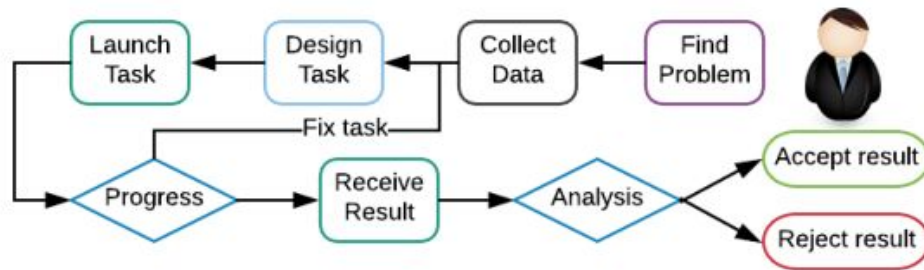 Launch
Task
Design
Task
Collect
Data
Find
Problem
Fix task
Progress
Receive
Result
Analysis
Accept result
Reject result